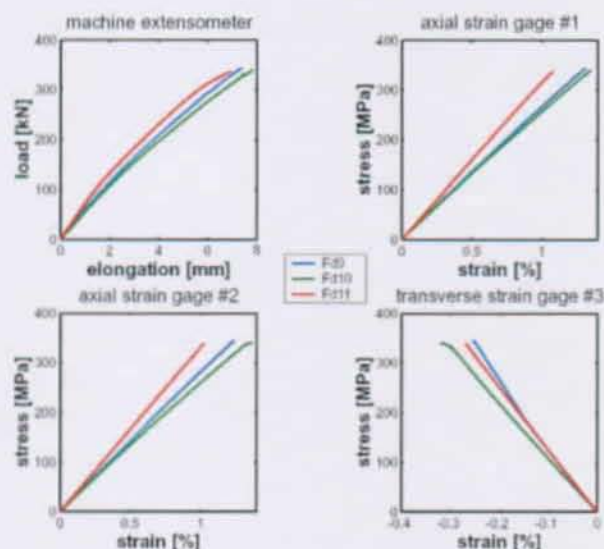 machine extensometer
400
300
200
100
0
load [kN]
0 2 4 6 8
elongation [mm]
axial strain gage #1
400
300
200
100
0
stress [MPa]
0 0.5 1
strain [%]
Fd9
Fd10
Fd11
axial strain gage #2
400
300
200
100
0
stress [MPa]
0 0.5 1
strain [%]
transverse strain gage #3
400
300
200
100
0
stress [MPa]
-0.4 -0.3 -0.2 -0.1 0
strain [%]